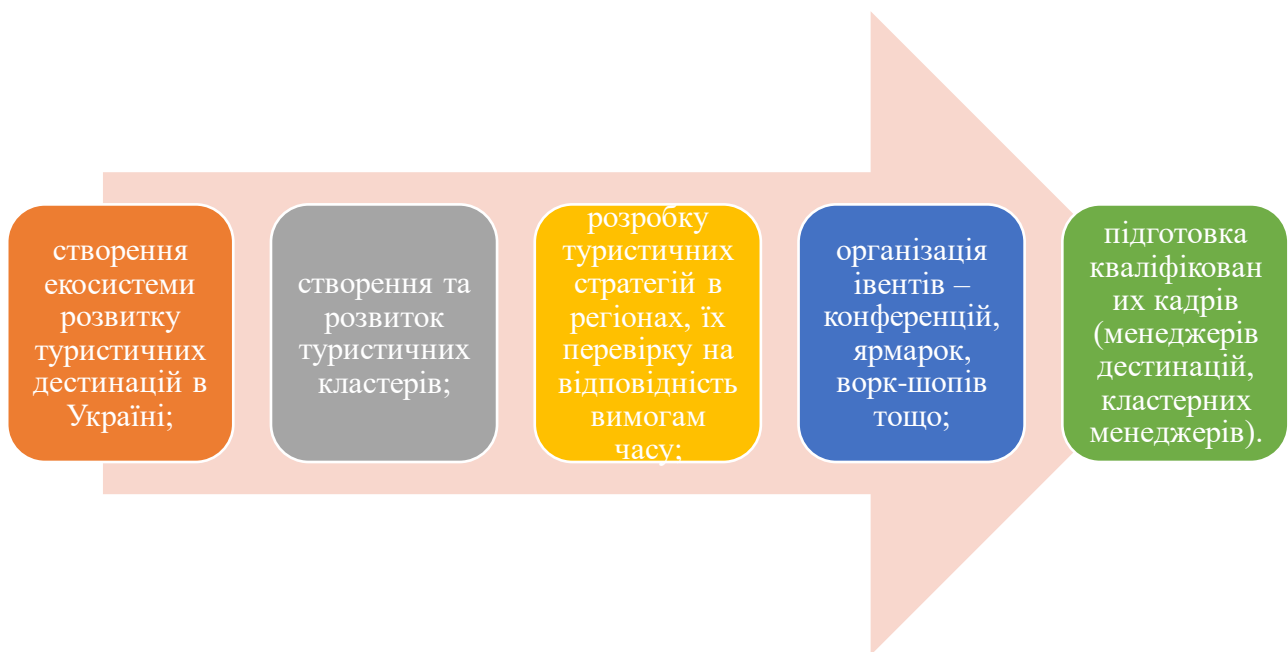 створення
екосистеми
розвитку
туристичних
дестинацій в
Україні;
створення та
розвиток
туристичних
кластерів;
розробку
туристичних
стратегій в
регіонах, їх
перевірку на
відповідність
вимогам
часу;
організація
івентів –
конференцій,
ярмарок,
ворк-шопів
тощо;
підготовка
кваліфікован
их кадрів
(менеджерів
дестинацій,
кластерних
менеджерів).